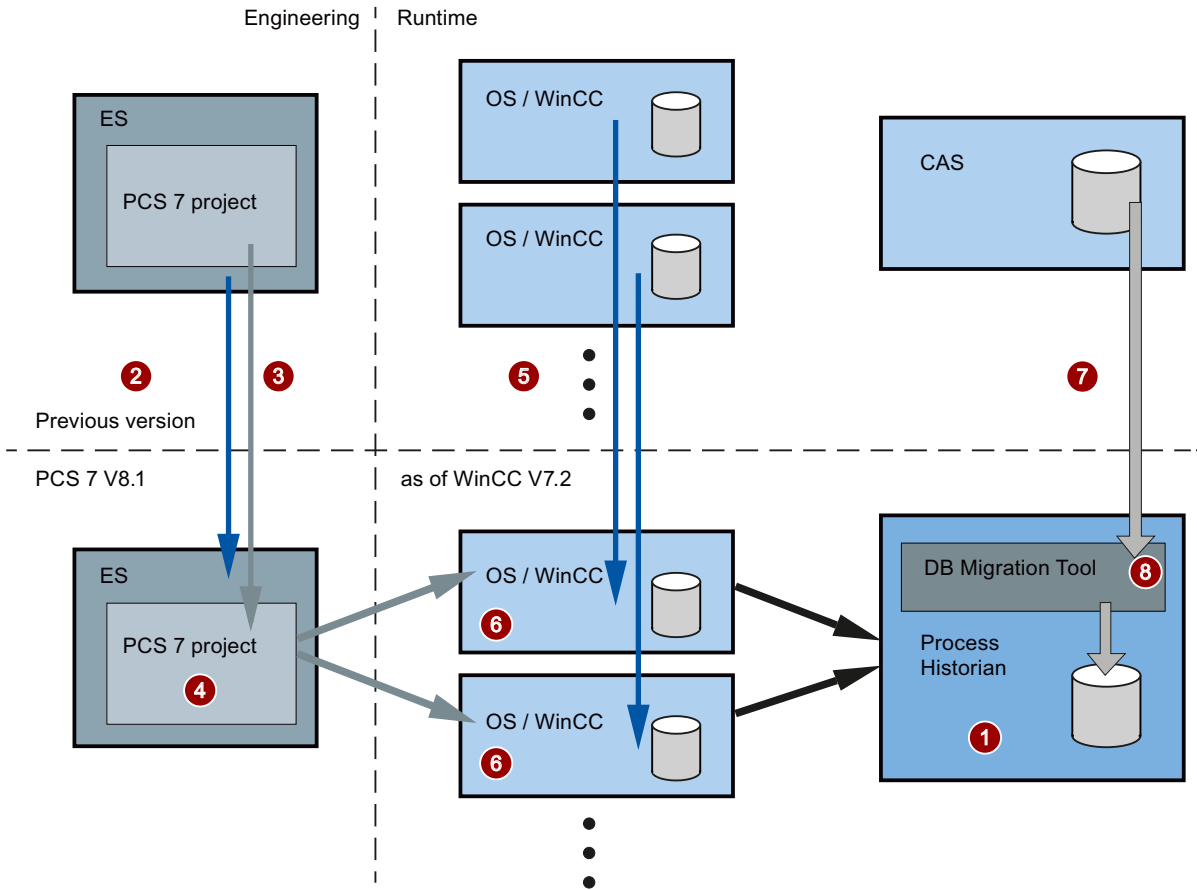 Engineering
Runtime
ES
PCS 7 project
OS / WinCC
OS / WinCC
CAS
2
3
5
7
Previous version
PCS 7 V8.1
as of WinCC V7.2
ES
PCS 7 project
4
OS / WinCC
6
OS / WinCC
6
DB Migration Tool
8
Process
Historian
1